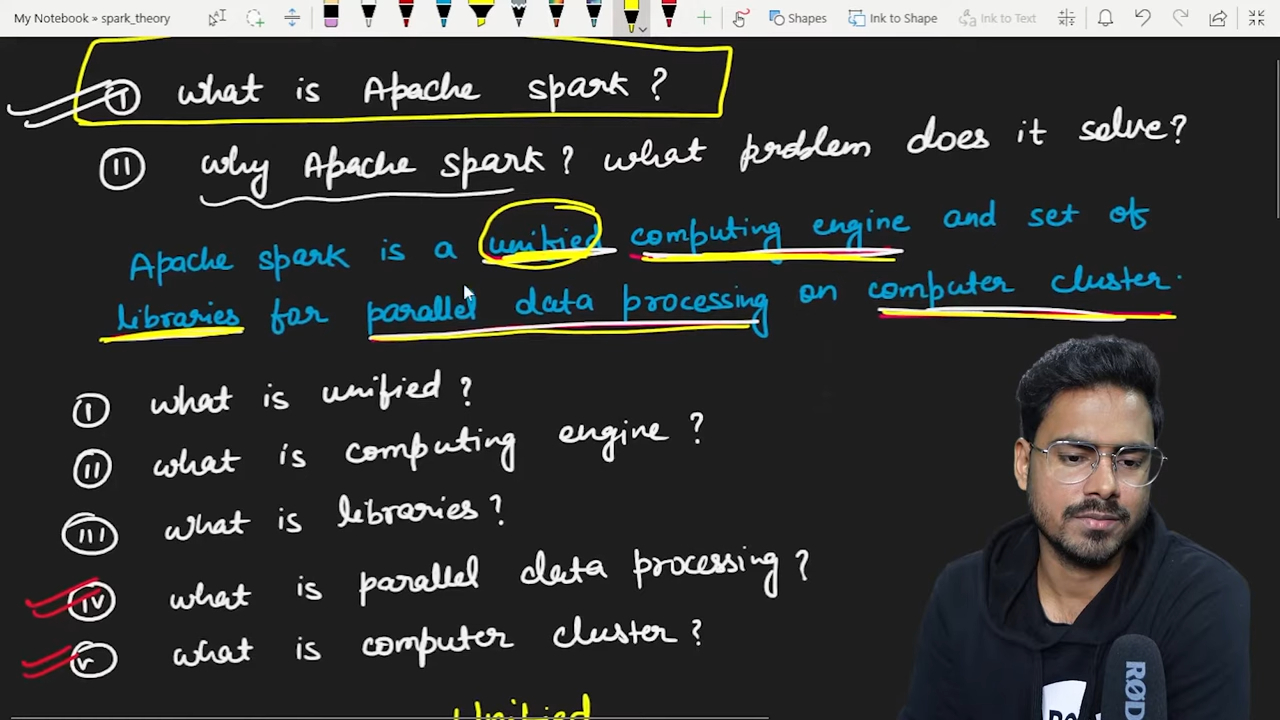 My Notebook » spark_theory
Shapes
Ink to Shape
Ink to Text
I what is Apache spark?
II why Apache spark? what problem does it solve?
Apache spark is a unified computing engine and set of
libraries for parallel data processing on computer cluster.
I what is unified?
II what is computing engine?
III what is libraries?
IV what is parallel data processing?
V what is computer cluster?
Unified
RØD